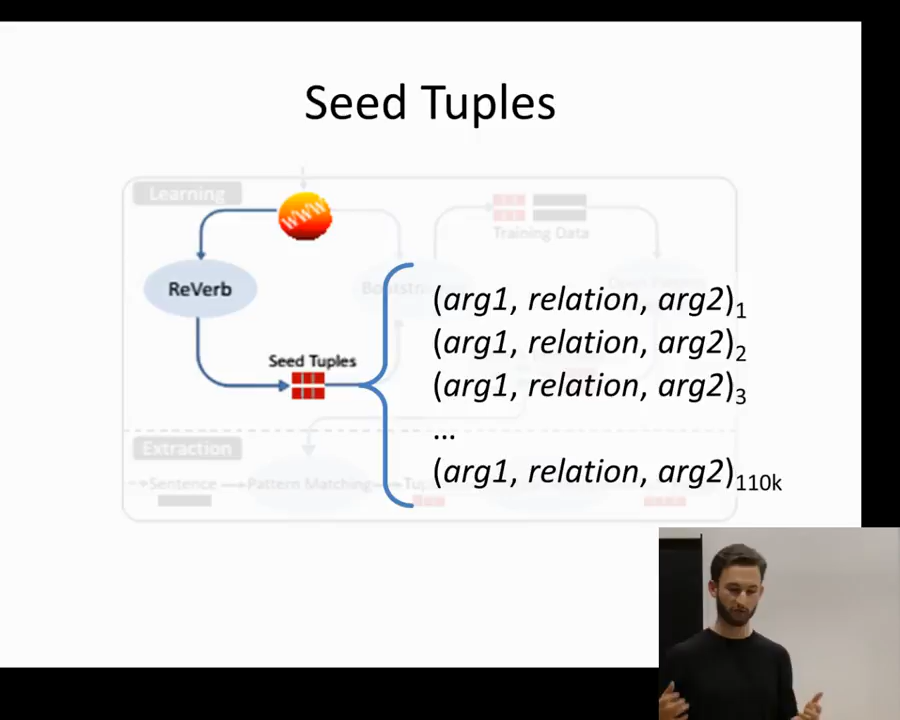 Seed Tuples
Learning
WWW
Training Data
ReVerb
(arg1, relation, arg2)1
(arg1, relation, arg2)2
Seed Tuples
(arg1, relation, arg2)3
...
Extraction
(arg1, relation, arg2)110k
Sentence
Pattern Matching